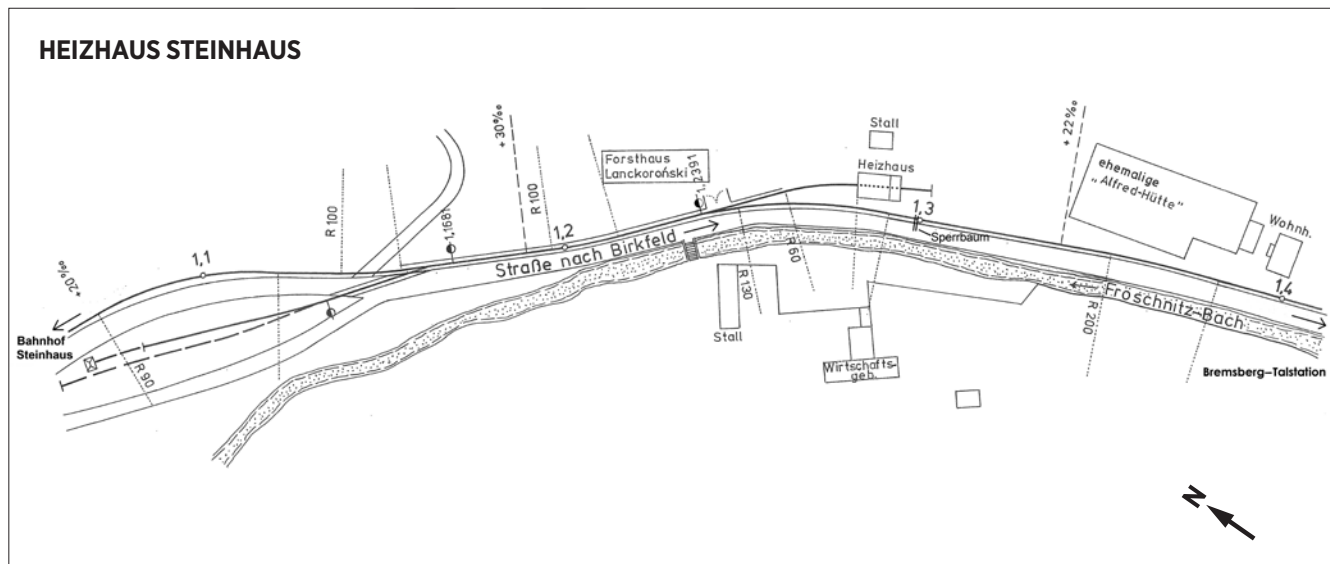 HEIZHAUS STEINHAUS
Stall
+30‰
+22‰
Forsthaus
Lanckoroński
1,2391
Heizhaus
ehemalige
„Alfred-Hütte"
Wohnh.
R 100
R 100
1,1681
1,2
1,3
Sperrbaum
1,1
Straße nach Birkfeld
R 60
R 130
+20‰
Bahnhof
Steinhaus
R 90
Stall
Wirtschafts-
geb.
Fröschnitz-Bach
R 200
1,4
Bremsberg–Talstation
N